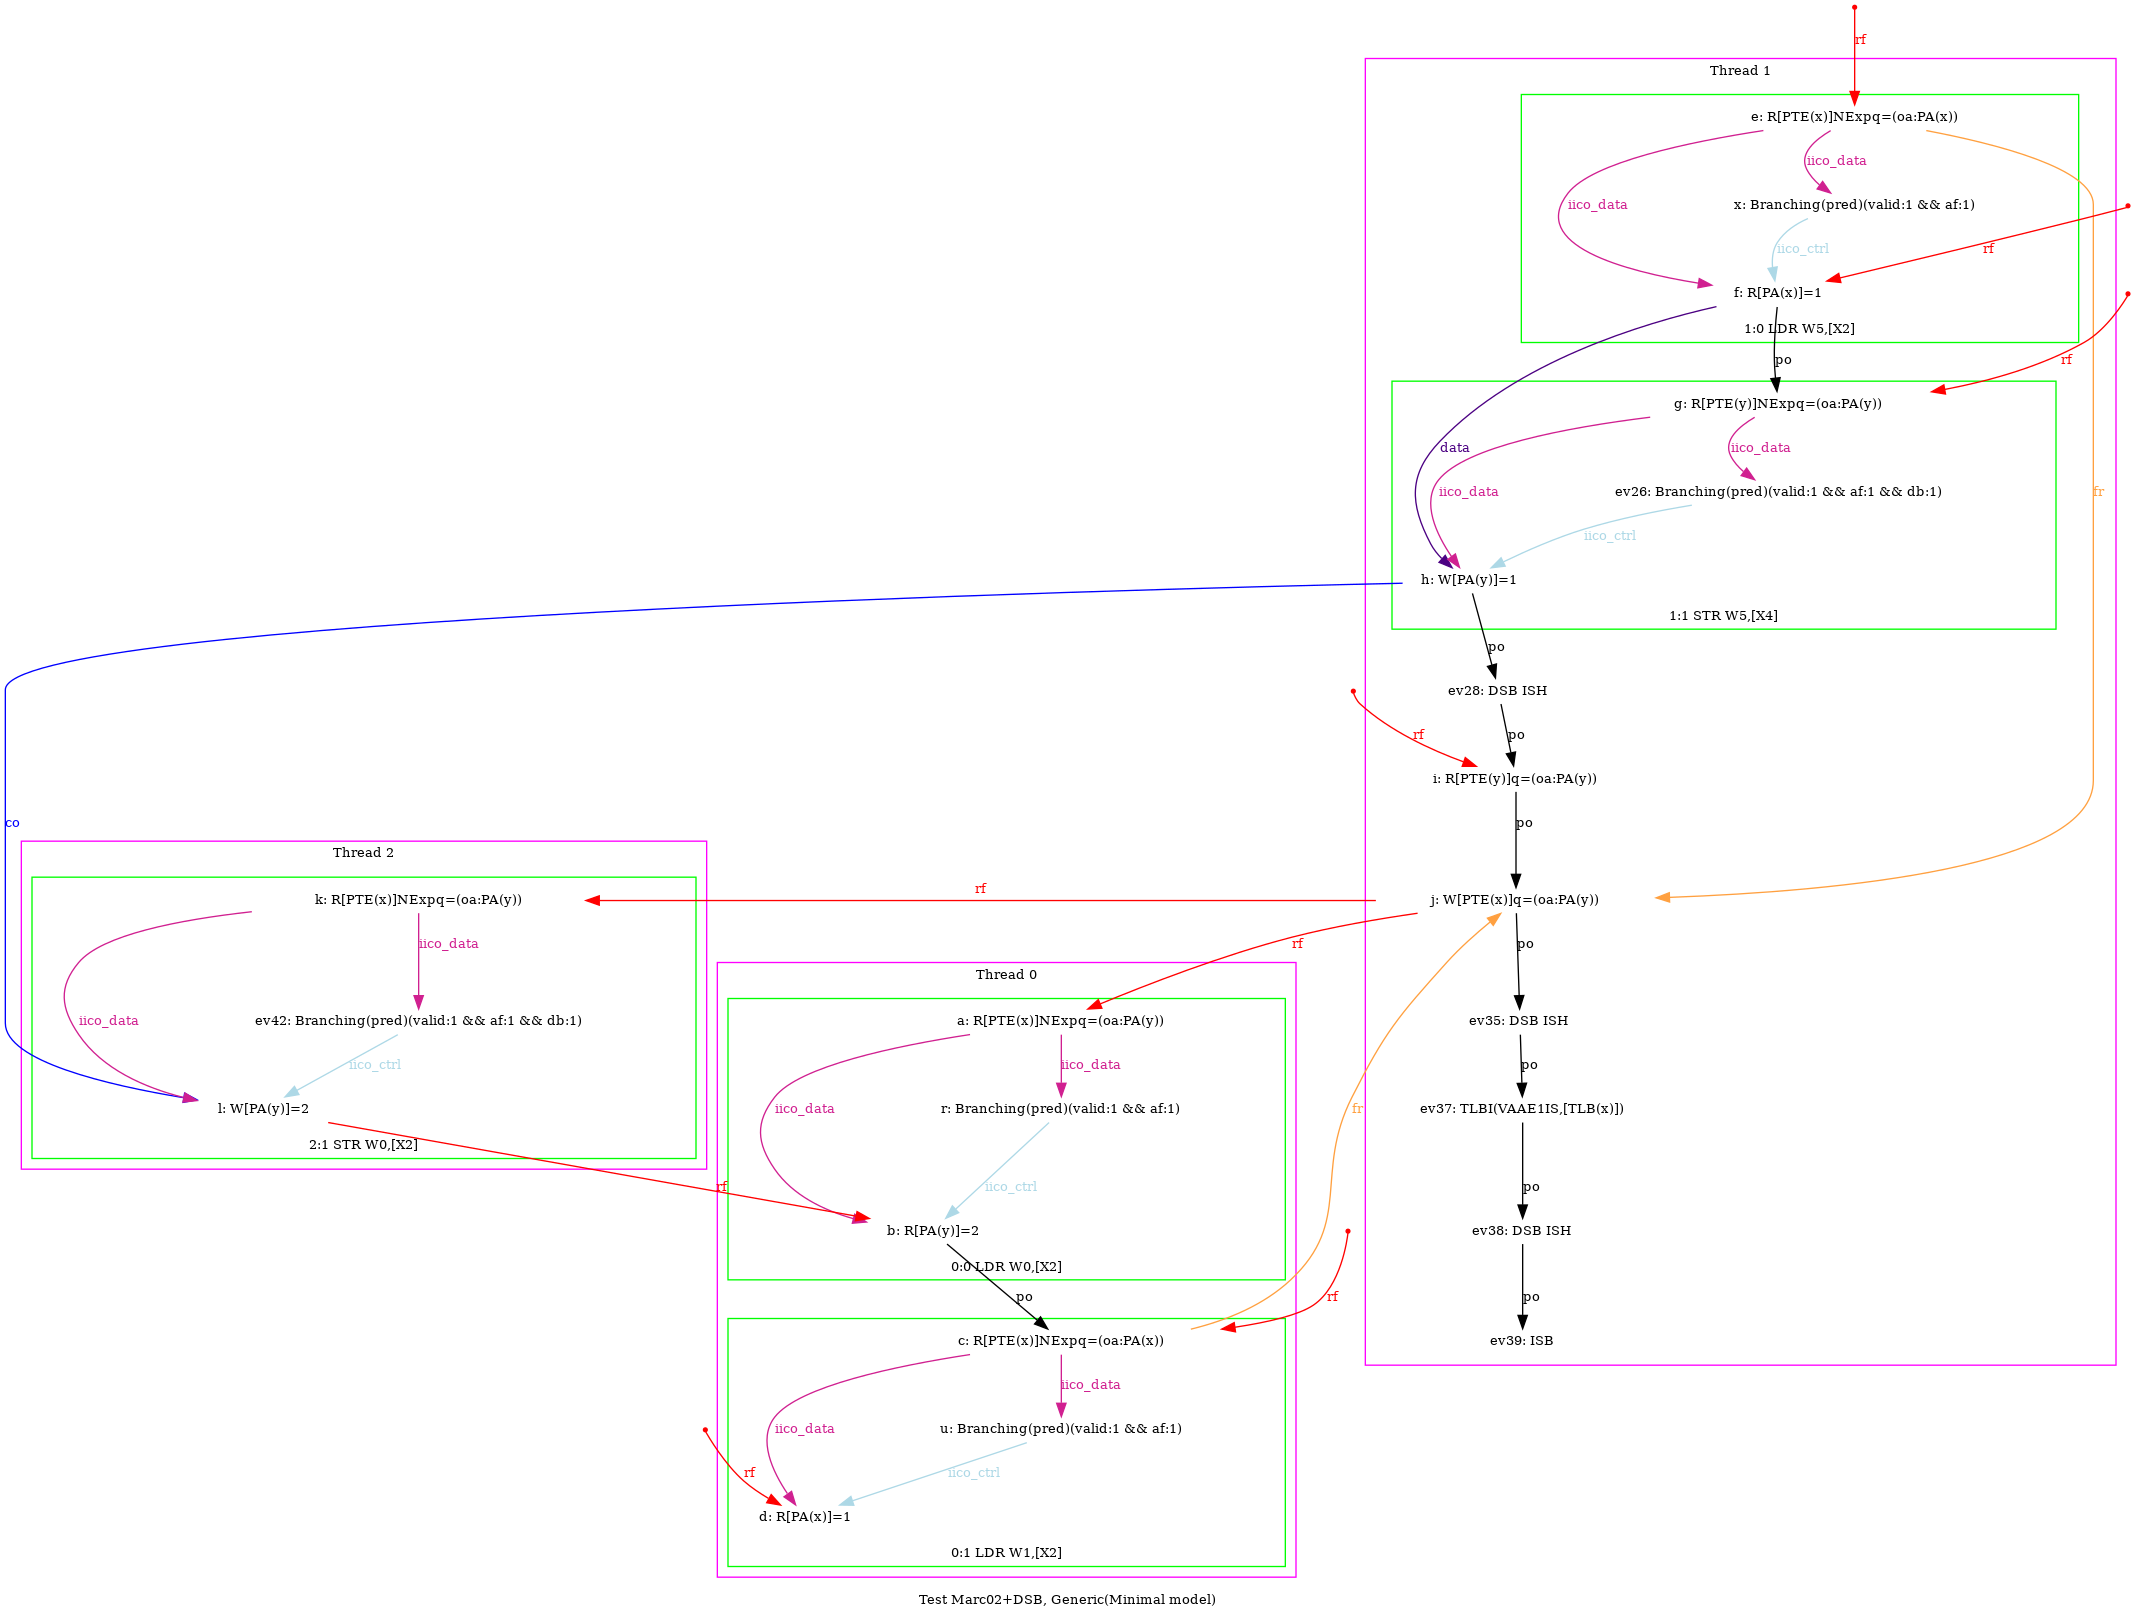 rf
Thread 1
e: R[PTE(x)]NExpq=(oa:PA(x))
iico_data
iico_data
x: Branching(pred)(valid:1 && af:1)
iico_ctrl
rf
f: R[PA(x)]=1
1:0 LDR W5,[X2]
po
rf
g: R[PTE(y)]NExpq=(oa:PA(y))
data
iico_data
iico_data
ev26: Branching(pred)(valid:1 && af:1 && db:1)
fr
iico_ctrl
h: W[PA(y)]=1
1:1 STR W5,[X4]
po
ev28: DSB ISH
rf
po
i: R[PTE(y)]q=(oa:PA(y))
co
po
Thread 2
k: R[PTE(x)]NExpq=(oa:PA(y))
rf
j: W[PTE(x)]q=(oa:PA(y))
iico_data
rf
po
Thread 0
iico_data
ev42: Branching(pred)(valid:1 && af:1 && db:1)
a: R[PTE(x)]NExpq=(oa:PA(y))
ev35: DSB ISH
iico_ctrl
iico_data
po
l: W[PA(y)]=2
iico_data
r: Branching(pred)(valid:1 && af:1)
fr
ev37: TLBI(VAAE1IS,[TLB(x)])
2:1 STR W0,[X2]
rf
iico_ctrl
po
b: R[PA(y)]=2
ev38: DSB ISH
0:0 LDR W0,[X2]
po
rf
po
c: R[PTE(x)]NExpq=(oa:PA(x))
ev39: ISB
iico_data
iico_data
u: Branching(pred)(valid:1 && af:1)
rf
iico_ctrl
d: R[PA(x)]=1
0:1 LDR W1,[X2]
Test Marc02+DSB, Generic(Minimal model)